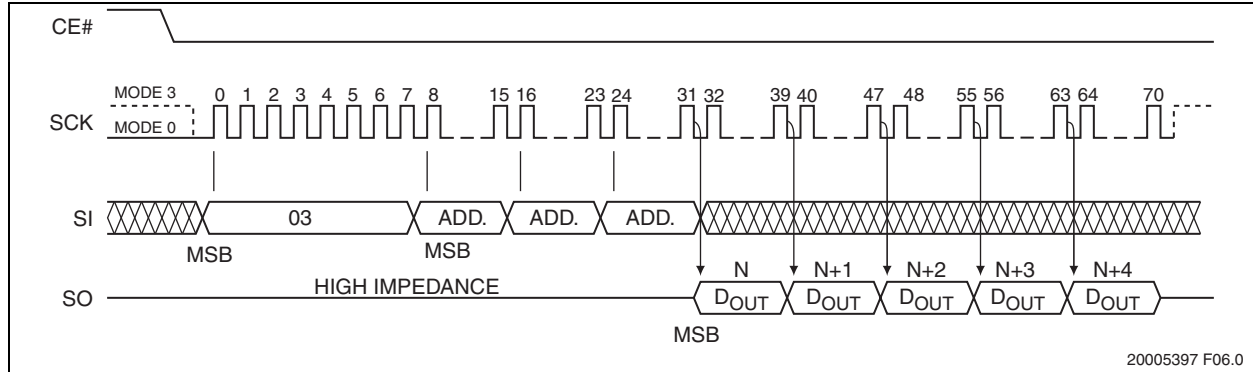 CE#
MODE 3
0 1 2 3 4 5 6 7 8 15 16 23 24 31 32 39 40 47 48 55 56 63 64 70
SCK
MODE 0
SI
03
ADD. ADD. ADD.
MSB MSB
N N+1 N+2 N+3 N+4
SO
HIGH IMPEDANCE
DOUT DOUT DOUT DOUT DOUT
MSB
20005397 F06.0